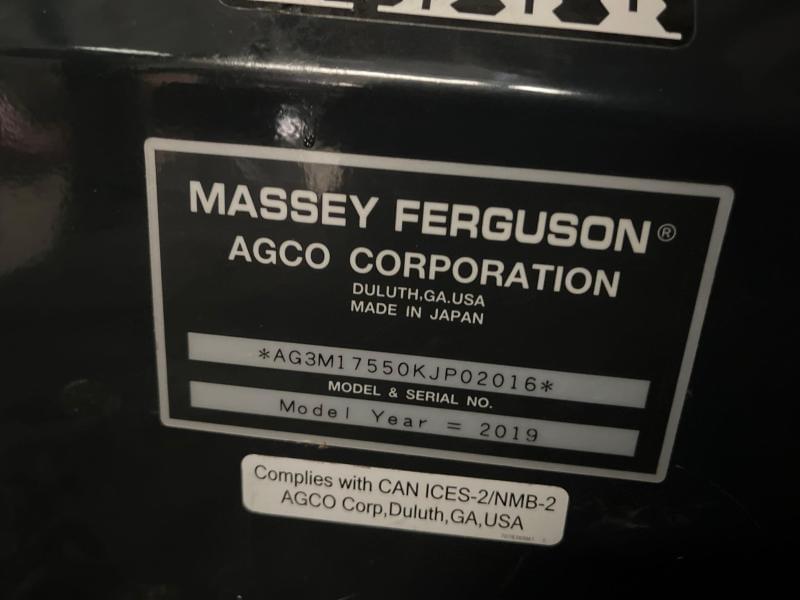 MASSEY FERGUSON®
AGCO CORPORATION
DULUTH,GA.USA
MADE IN JAPAN
*AG3M17550KJP02016*
MODEL & SERIAL NO.
Model Year = 2019
Complies with CAN ICES-2/NMB-2
AGCO Corp,Duluth,GA,USA